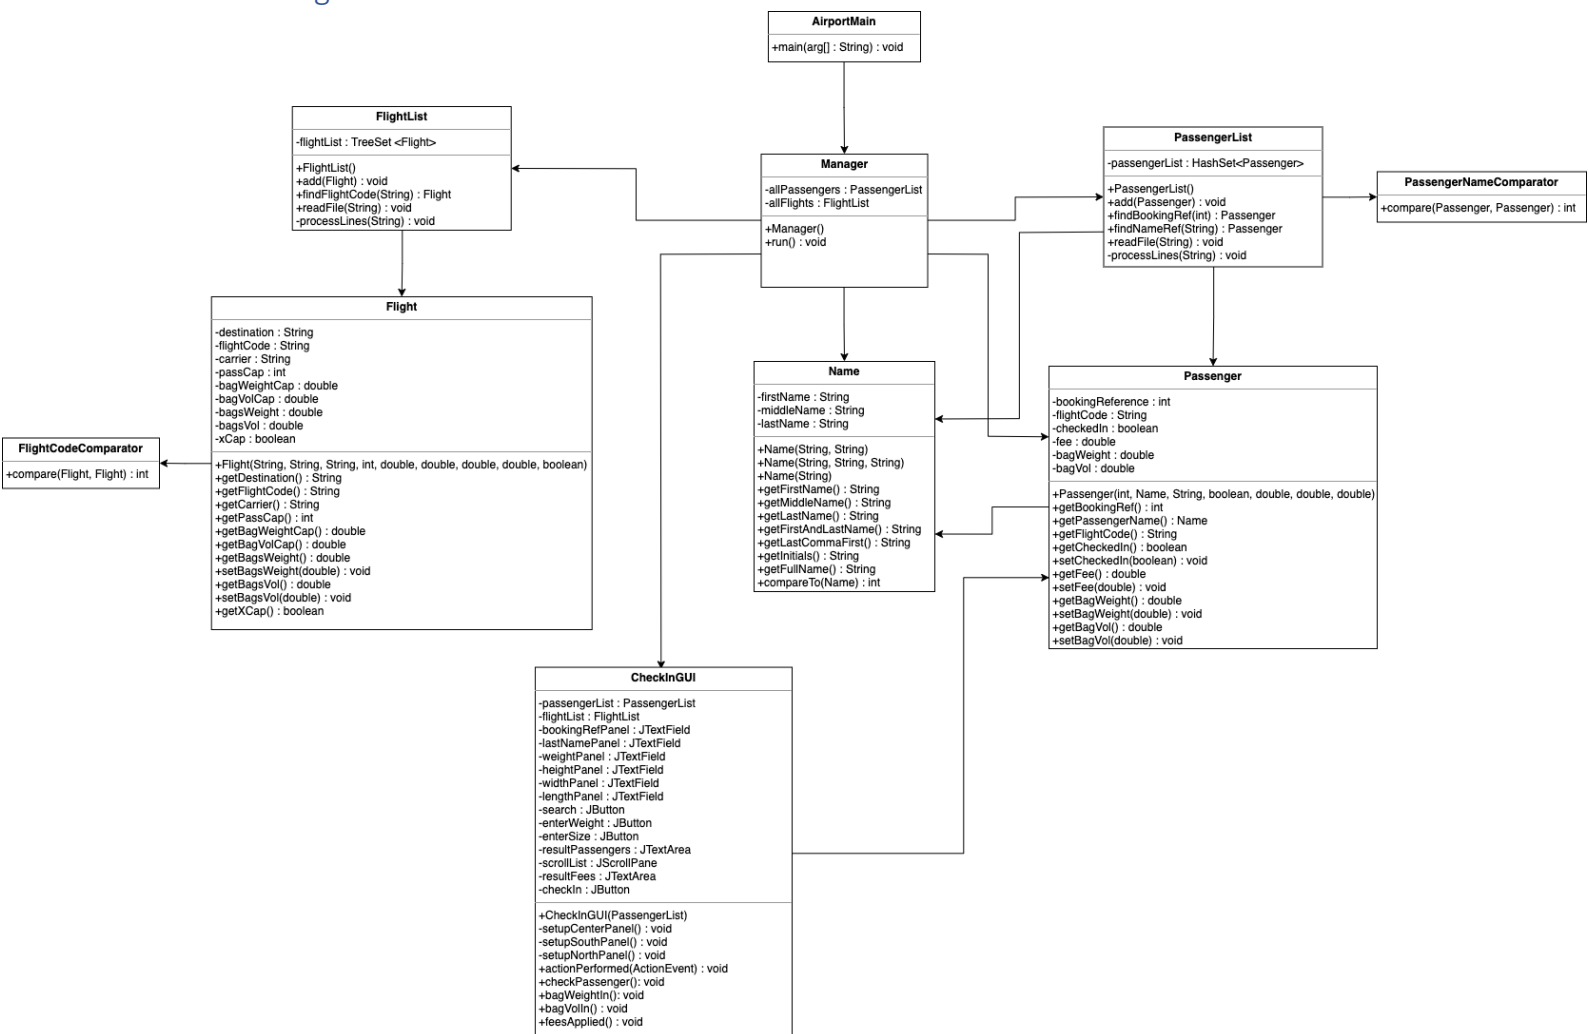 AirportMain
+main(arg[] : String) : void
FlightList
-flightList : TreeSet <Flight>
+FlightList()
+add(Flight) : void
+findFlightCode(String) : Flight
+readFile(String) : void
-processLines(String) : void
Manager
-allPassengers : PassengerList
-allFlights : FlightList
+Manager()
+run() : void
PassengerList
-passengerList : HashSet<Passenger>
+PassengerList()
+add(Passenger) : void
+findBookingRef(int) : Passenger
+findNameRef(String) : Passenger
+readFile(String) : void
-processLines(String) : void
PassengerNameComparator
+compare(Passenger, Passenger) : int
Flight
-destination : String
-flightCode : String
-carrier : String
-passCap : int
-bagWeightCap : double
-bagVolCap : double
-bagsWeight : double
-bagsVol : double
-xCap : boolean
+Flight(String, String, String, int, double, double, double, double, boolean)
+getDestination() : String
+getFlightCode() : String
+getCarrier() : String
+getPassCap() : int
+getBagWeightCap() : double
+getBagVolCap() : double
+getBagsWeight() : double
+setBagsWeight(double) : void
+getBagsVol() : double
+setBagsVol(double) : void
+getXCap() : boolean
FlightCodeComparator
+compare(Flight, Flight) : int
Name
-firstName : String
-middleName : String
-lastName : String
+Name(String, String)
+Name(String, String, String)
+Name(String)
+getFirstName() : String
+getMiddleName() : String
+getLastName() : String
+getFirstAndLastName() : String
+getLastCommaFirst() : String
+getInitials() : String
+getFullName() : String
+compareTo(Name) : int
Passenger
-bookingReference : int
-flightCode : String
-checkedIn : boolean
-fee : double
-bagWeight : double
-bagVol : double
+Passenger(int, Name, String, boolean, double, double, double)
+getBookingRef() : int
+getPassengerName() : Name
+getFlightCode() : String
+getCheckedIn() : boolean
+setCheckedIn(boolean) : void
+getFee() : double
+setFee(double) : void
+getBagWeight() : double
+setBagWeight(double) : void
+getBagVol() : double
+setBagVol(double) : void
CheckInGUI
-passengerList : PassengerList
-flightList : FlightList
-bookingRefPanel : JTextField
-lastNamePanel : JTextField
-weightPanel : JTextField
-heightPanel : JTextField
-widthPanel : JTextField
-lengthPanel : JTextField
-search : JButton
-enterWeight : JButton
-enterSize : JButton
-resultPassengers : JTextArea
-scrollList : JScrollPane
-resultFees : JTextArea
-checkIn : JButton
+CheckInGUI(PassengerList)
-setupCenterPanel() : void
-setupSouthPanel() : void
-setupNorthPanel() : void
+actionPerformed(ActionEvent) : void
+checkPassenger(): void
+bagWeightIn(): void
+bagVolIn() : void
+feesApplied() : void